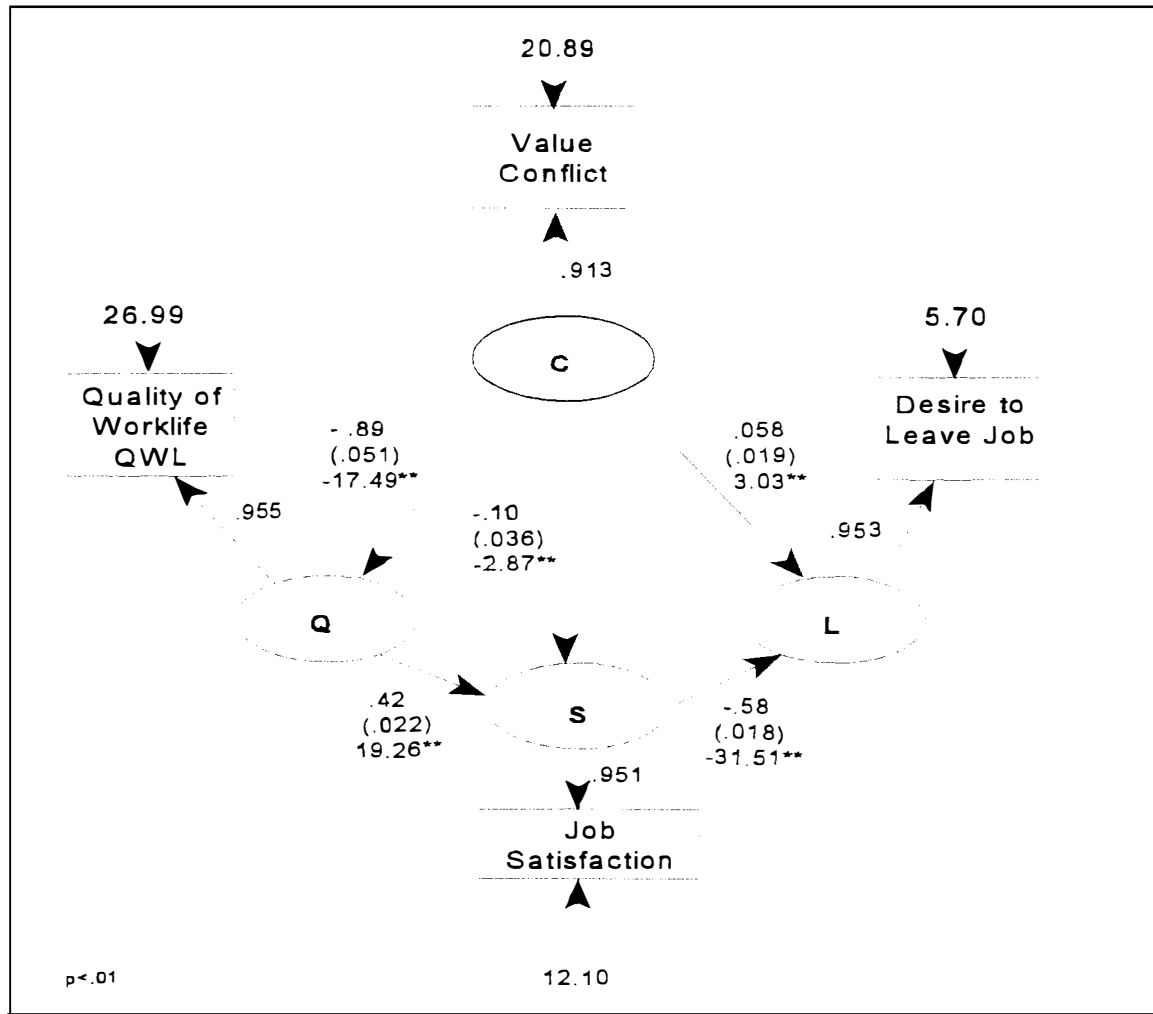 20.89
Value
Conflict
.913
26.99
5.70
C
Quality of
Worklife
QWL
Desire to
Leave Job
- .89
(.051)
-17.49**
.058
(.019)
3.03**
.955
-.10
(.036)
-2.87**
.953
Q
L
S
.42
(.022)
19.26**
-.58
(.018)
-31.51**
.951
Job
Satisfaction
p<.01
12.10